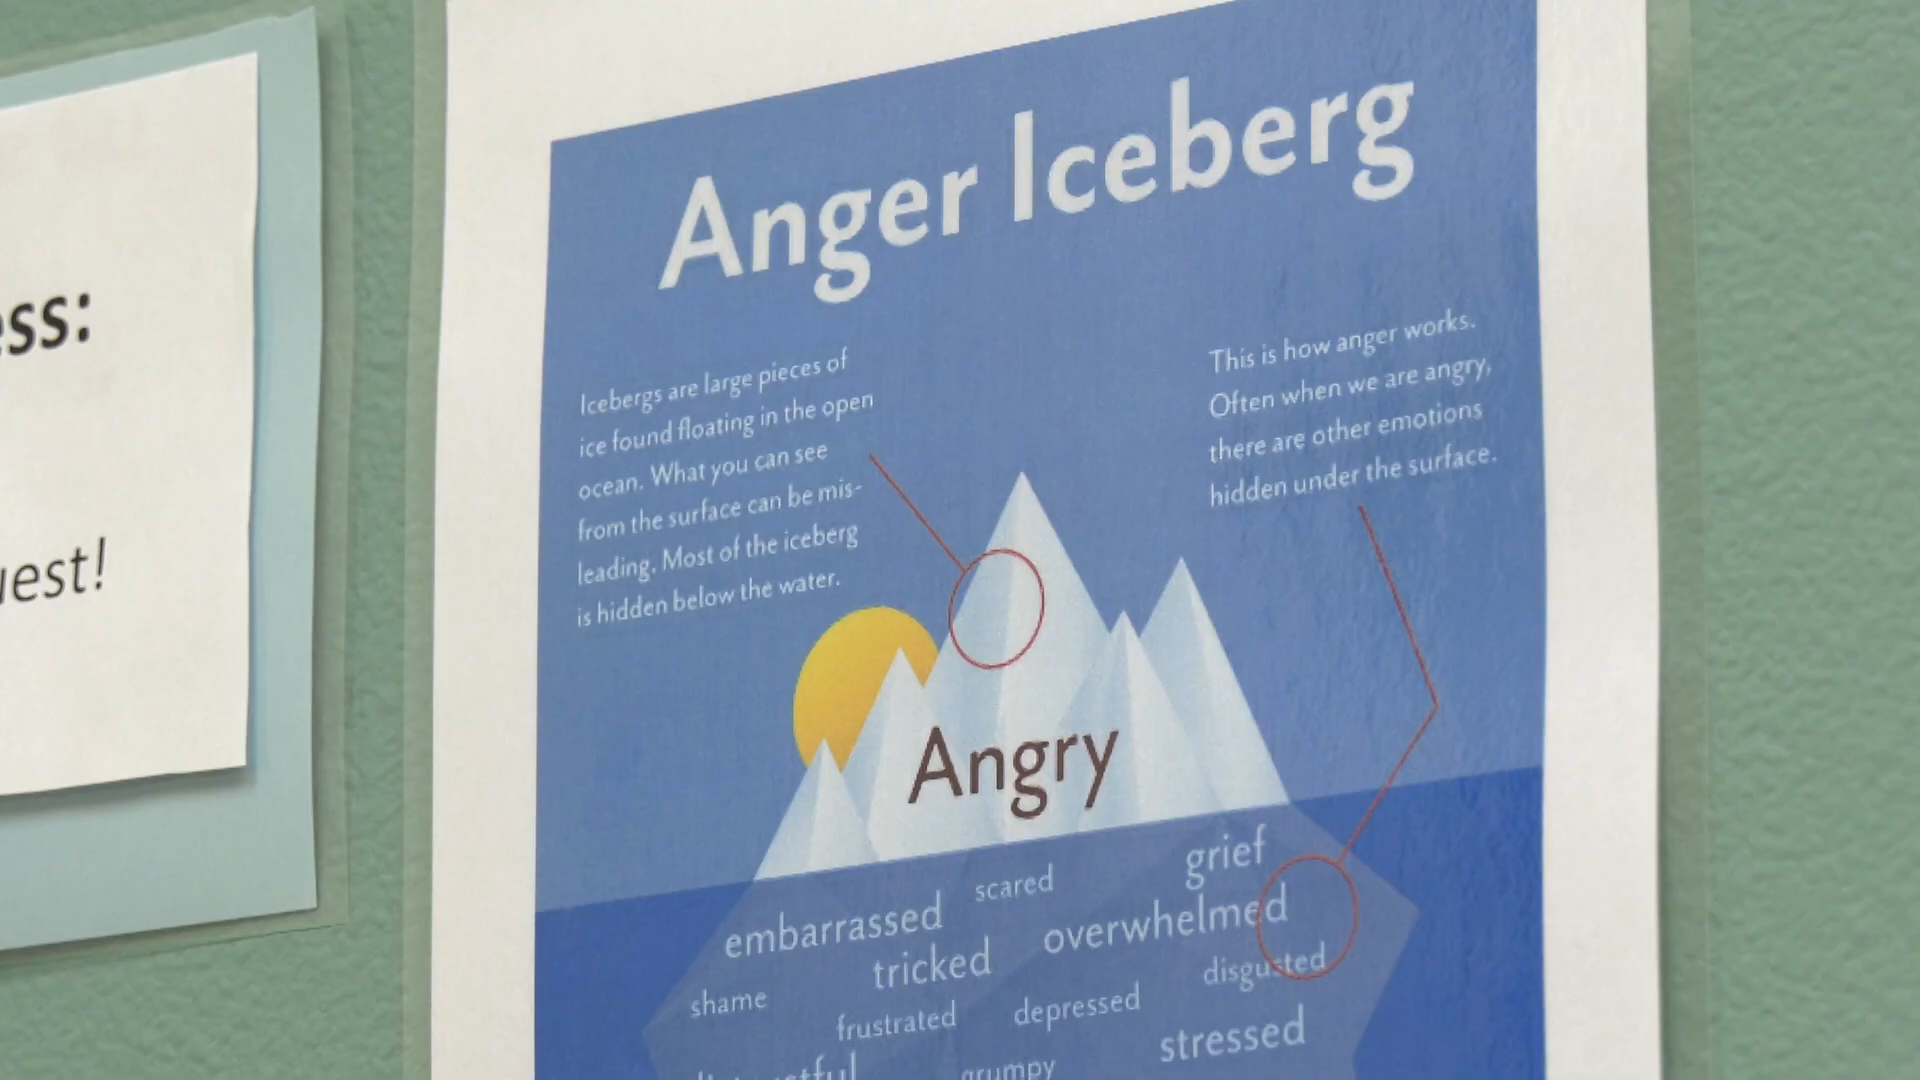 ess:
uest!
Anger Iceberg
Icebergs are large pieces of
ice found floating in the open
ocean. What you can see
from the surface can be mis-
leading. Most of the iceberg
is hidden below the water.
This is how anger works.
Often when we are angry,
there are other emotions
hidden under the surface.
Angry
grief
scared
embarrassed
overwhelmed
tricked
disgusted
shame
depressed
frustrated
stressed
grumpy